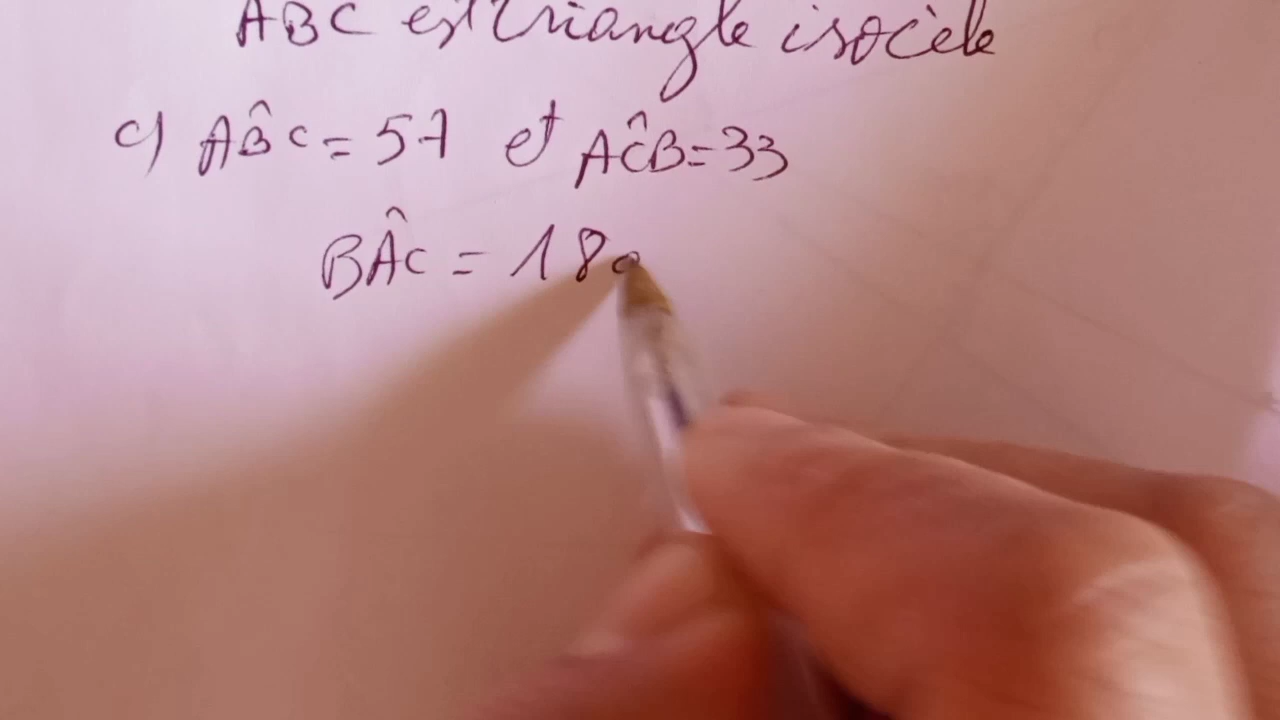 ABC est triangle isocèle
c) AB̂C = 57 et AĈB = 33
BÂC = 180